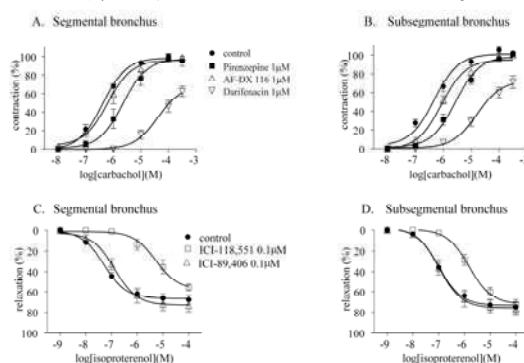 A. Segmental bronchus
B. Subsegmental bronchus
control
Pirenzepine 1μM
AF-DX 116 1μM
Darifenacin 1μM
contraction (%)
100
80
60
40
20
0
-8 -7 -6 -5 -4 -3
log[carbachol](M)
contraction (%)
100
80
60
40
20
0
-8 -7 -6 -5 -4 -3
log[carbachol](M)
C. Segmental bronchus
D. Subsegmental bronchus
control
ICI-118,551 0.1μM
ICI-89,406 0.1μM
relaxation (%)
0
20
40
60
80
100
-9 -8 -7 -6 -5 -4
log[isoproterenol](M)
relaxation (%)
0
20
40
60
80
100
-9 -8 -7 -6 -5 -4
log[isoproterenol](M)